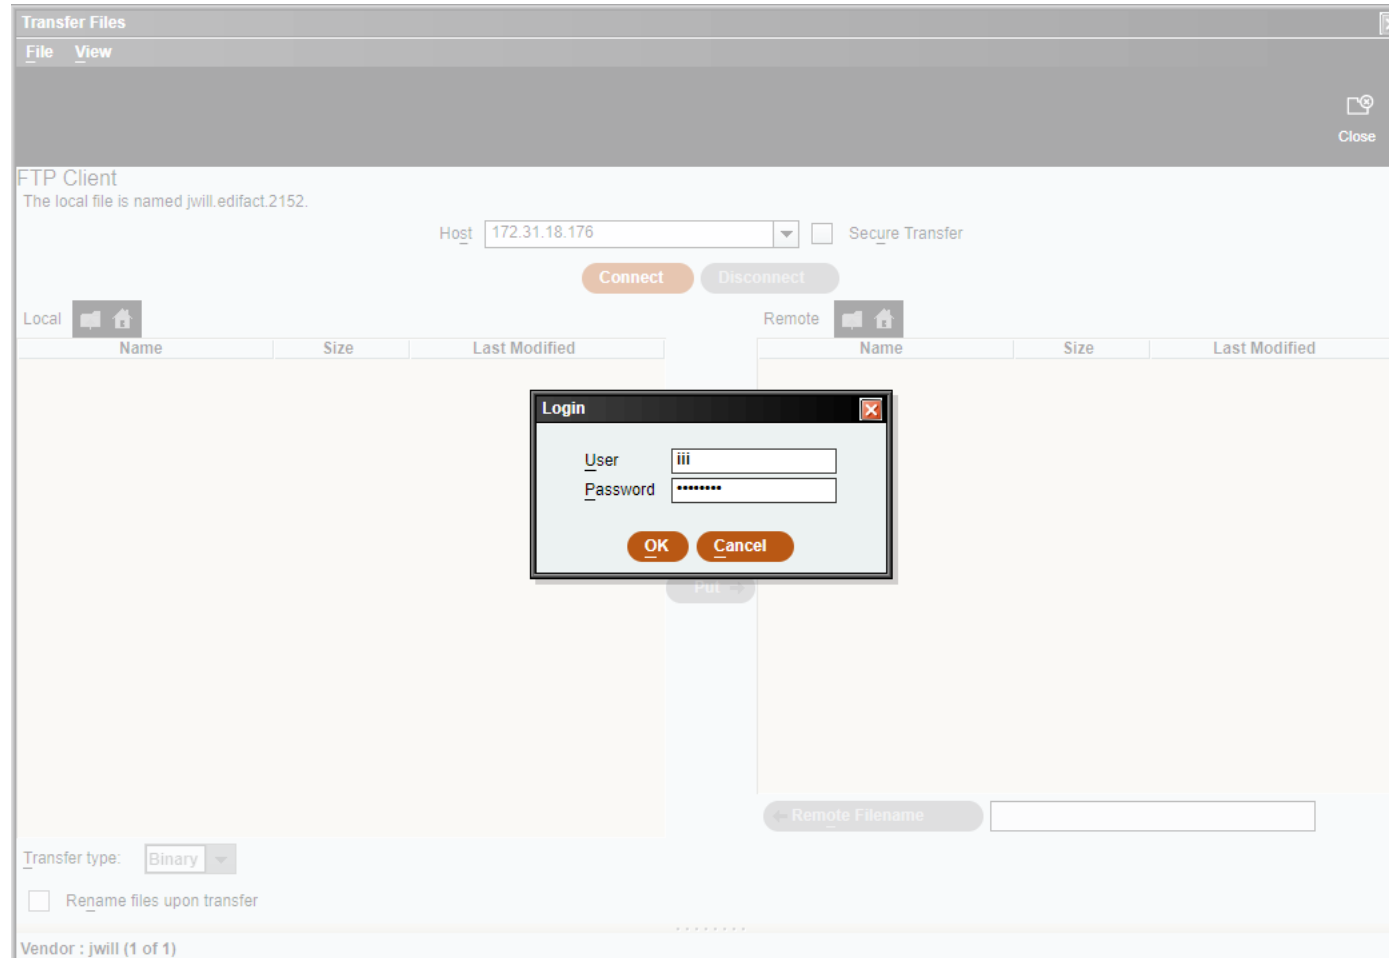 Transfer Files
File View
Close
FTP Client
The local file is named jwill.edifact.2152.
Host 172.31.18.176 Secure Transfer
Connect Disconnect
Local Remote
Name Size Last Modified Name Size Last Modified
Login
User iii
Password ••••••••
OK Cancel
Put →
← Remote Filename
Transfer type: Binary
Rename files upon transfer
Vendor : jwill (1 of 1)